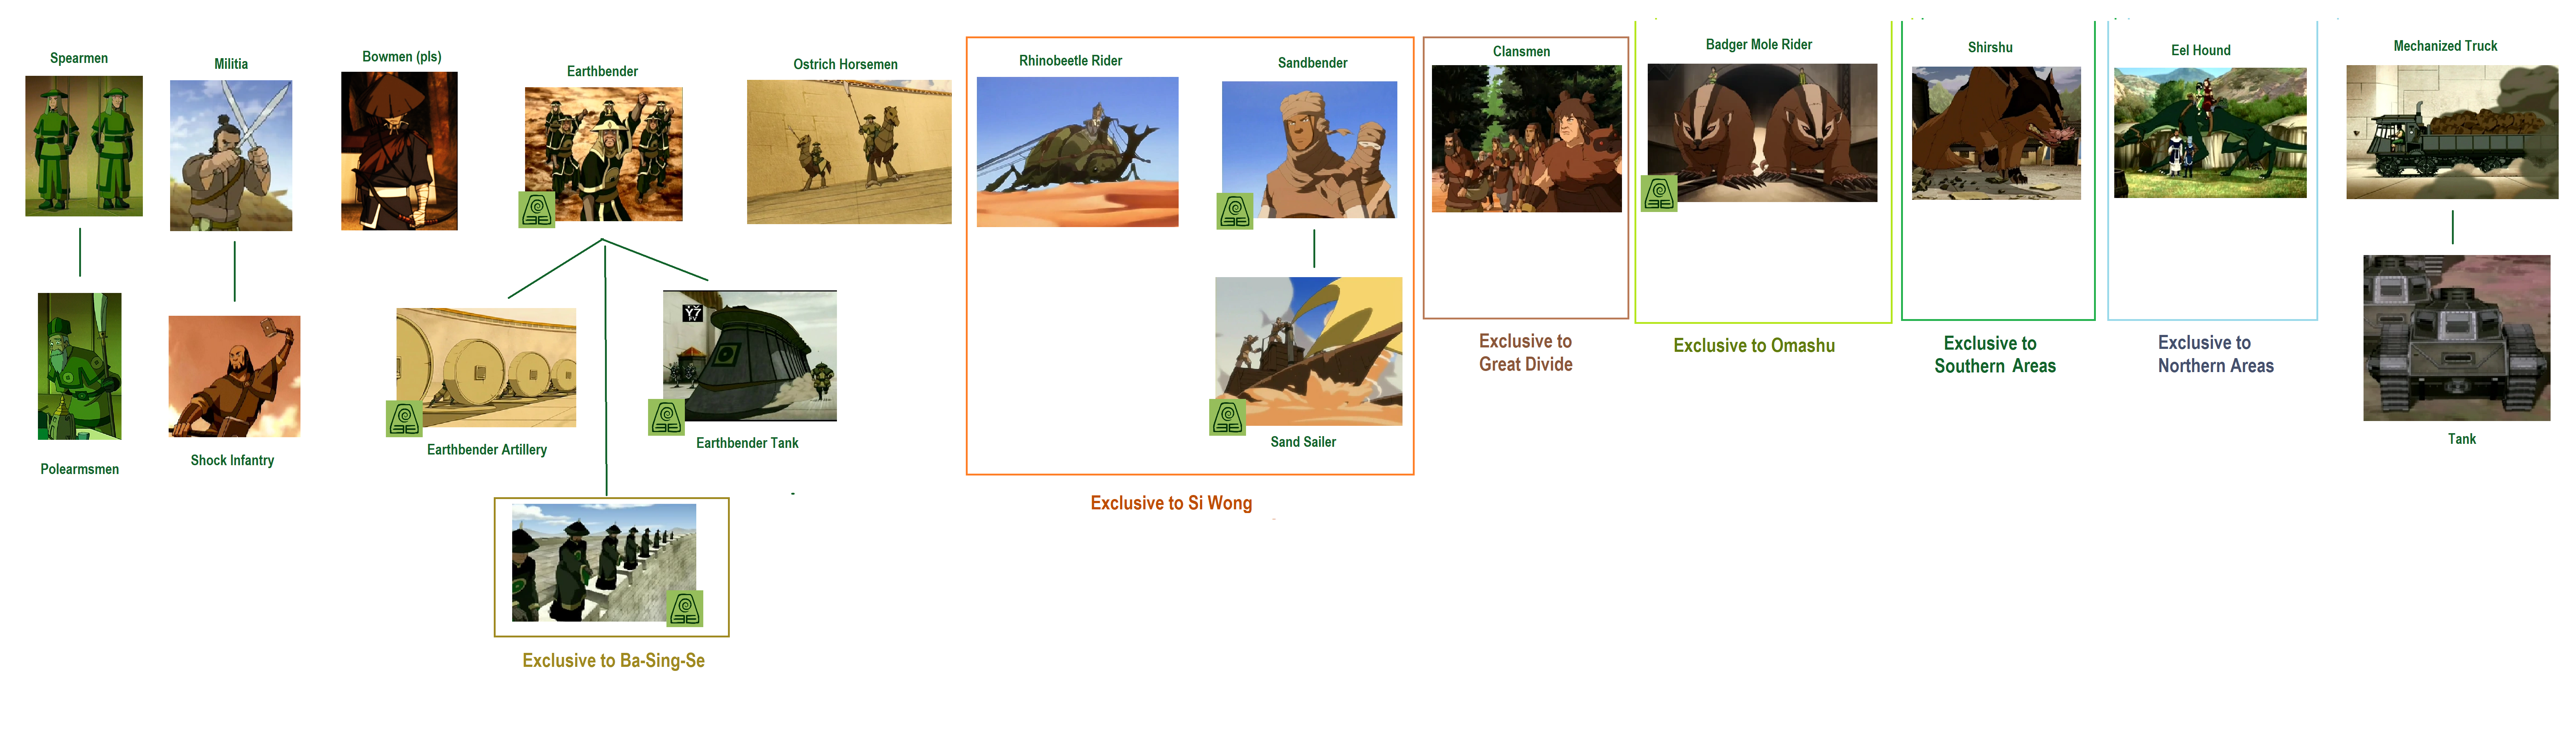 Spearmen
Militia
Bowmen (pls)
Earthbender
Ostrich Horsemen
Rhinobeetle Rider
Sandbender
Clansmen
Badger Mole Rider
Shirshu
Eel Hound
Mechanized Truck
Y7
FV
Polearmsmen
Shock Infantry
Earthbender Artillery
Earthbender Tank
Sand Sailer
Tank
Exclusive to Si Wong
Exclusive to
Great Divide
Exclusive to Omashu
Exclusive to
Southern Areas
Exclusive to
Northern Areas
Exclusive to Ba-Sing-Se